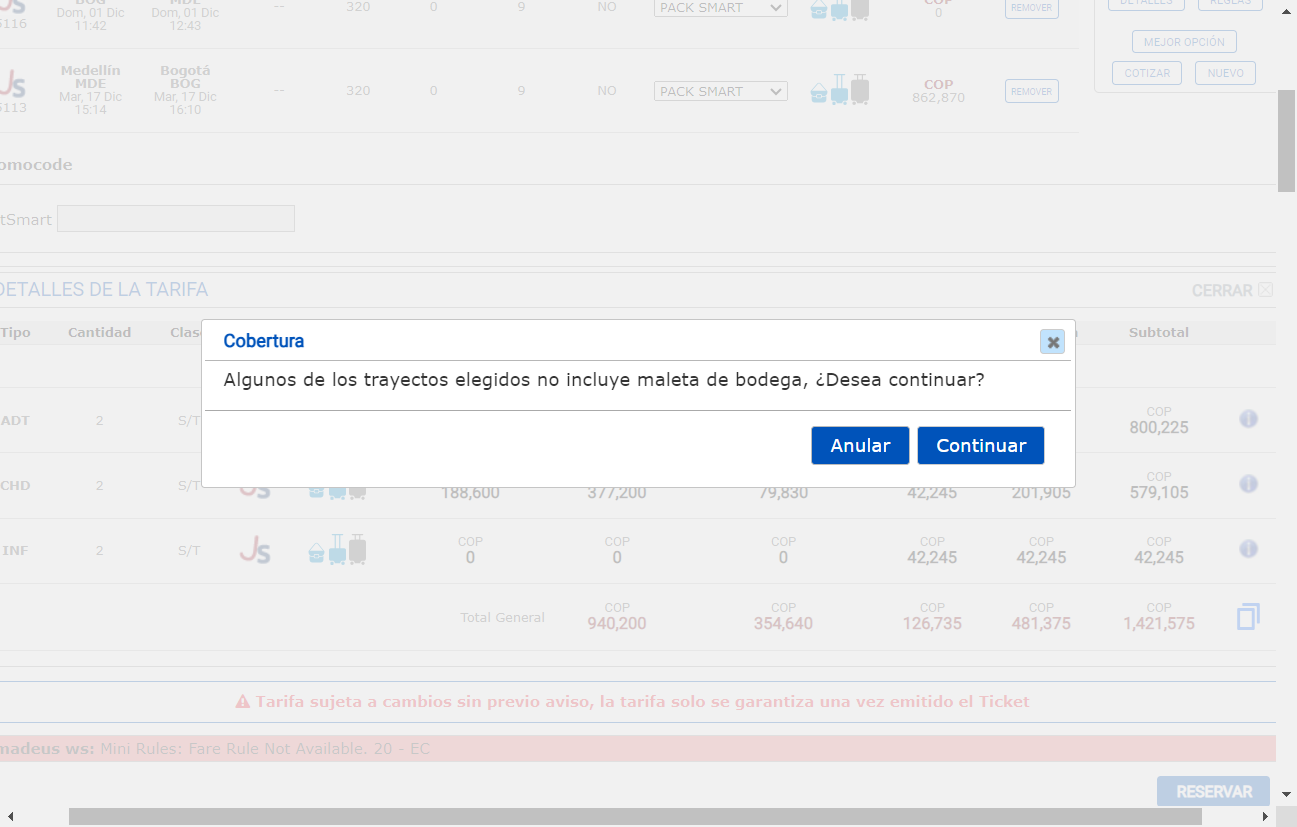 BOG MDE
Dom, 01 Dic Dom, 01 Dic -- 320 0 9 NO PACK SMART COP REMOVER
5116 11:42 12:43 0
DETALLES REGLAS
MEJOR OPCIÓN
COTIZAR NUEVO
Medellín Bogotá
MDE BOG
JS Mar, 17 Dic Mar, 17 Dic -- 320 0 9 NO PACK SMART COP REMOVER
5113 15:14 16:10 862,870
omocode
tSmart
DETALLES DE LA TARIFA CERRAR
Tipo Cantidad Clas Subtotal
Cobertura
Algunos de los trayectos elegidos no incluye maleta de bodega, ¿Desea continuar?
Anular Continuar
COP
ADT 2 S/T 800,225
COP
CHD 2 S/T JS 188,600 377,200 79,830 42,245 201,905 579,105
COP COP COP COP COP COP
INF 2 S/T JS 0 0 0 42,245 42,245 42,245
COP COP COP COP COP
Total General 940,200 354,640 126,735 481,375 1,421,575
Tarifa sujeta a cambios sin previo aviso, la tarifa solo se garantiza una vez emitido el Ticket
madeus ws: Mini Rules: Fare Rule Not Available. 20 - EC
RESERVAR